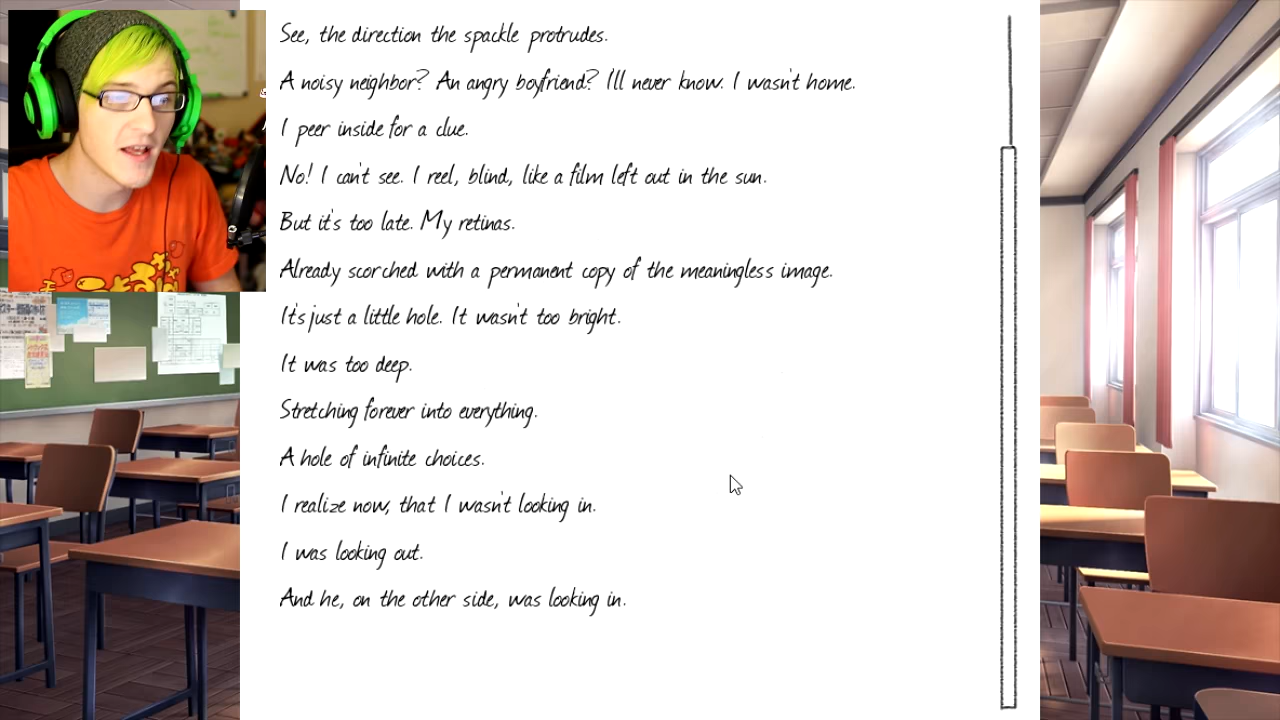 See, the direction the spackle protrudes.
A noisy neighbor? An angry boyfriend? I'll never know. I wasn't home.
I peer inside for a clue.
No! I can't see. I reel, blind, like a film left out in the sun.
But it's too late. My retinas.
Already scorched with a permanent copy of the meaningless image.
It's just a little hole. It wasn't too bright.
It was too deep.
Stretching forever into everything.
A hole of infinite choices.
I realize now, that I wasn't looking in.
I was looking out.
And he, on the other side, was looking in.